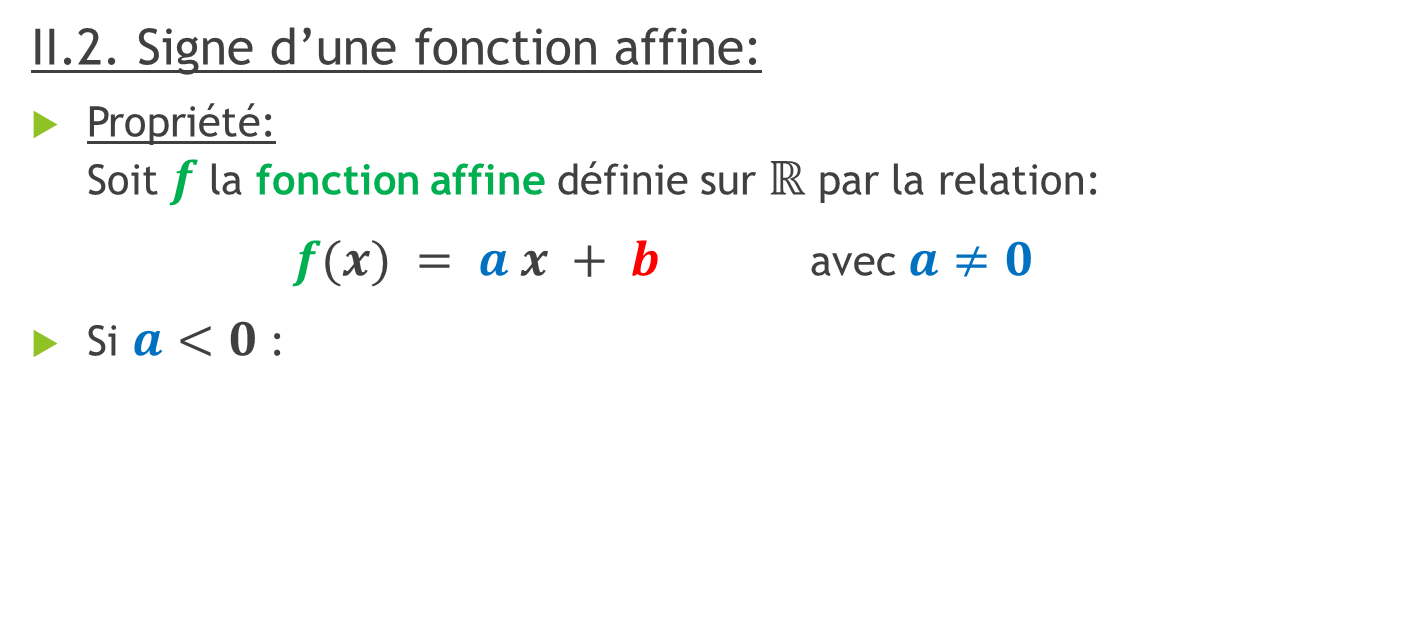 II.2. Signe d’une fonction affine:
Propriété:
Soit f la fonction affine définie sur ℝ par la relation:
f(x) = a x + b avec a ≠ 0
Si a < 0 :